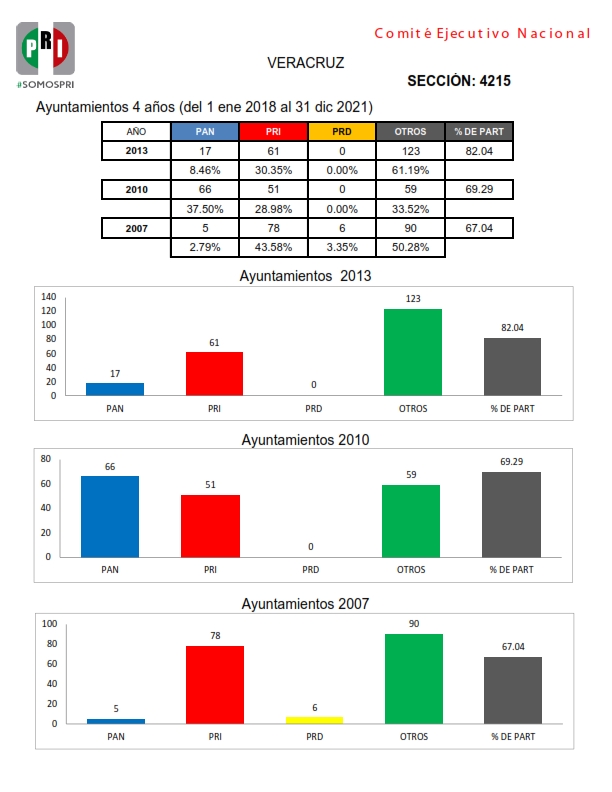 PRI
Comité Ejecutivo Nacional
#SOMOSPRI
VERACRUZ
SECCIÓN: 4215
Ayuntamientos 4 años (del 1 ene 2018 al 31 dic 2021)
AÑO PAN PRI PRD OTROS % DE PART
2013 17 61 0 123 82.04
8.46% 30.35% 0.00% 61.19%
2010 66 51 0 59 69.29
37.50% 28.98% 0.00% 33.52%
2007 5 78 6 90 67.04
2.79% 43.58% 3.35% 50.28%
Ayuntamientos 2013
140
120
100
80
60
40
20
0
17 61 0 123 82.04
PAN PRI PRD OTROS % DE PART
Ayuntamientos 2010
80
60
40
20
0
66 51 0 59 69.29
PAN PRI PRD OTROS % DE PART
Ayuntamientos 2007
100
80
60
40
20
0
5 78 6 90 67.04
PAN PRI PRD OTROS % DE PART